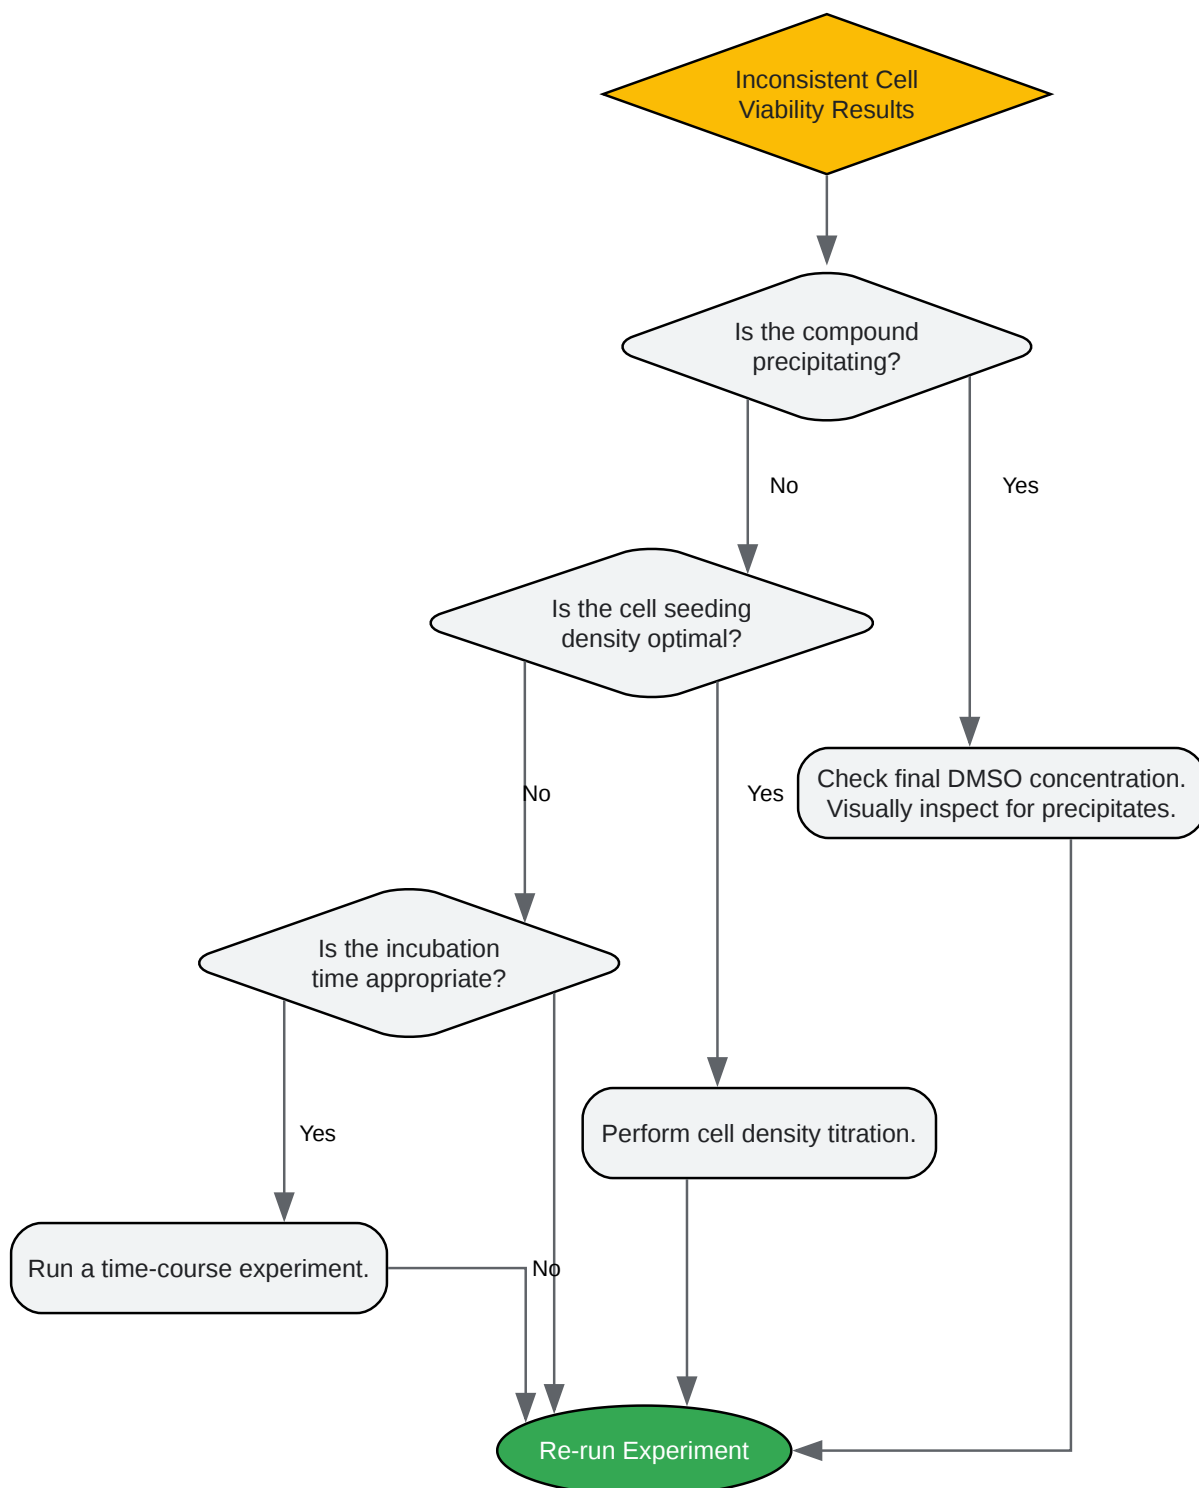 Inconsistent Cell
Viability Results
Is the compound
precipitating?
No
Yes
Is the cell seeding
density optimal?
No
Yes
Check final DMSO concentration.
Visually inspect for precipitates.
Is the incubation
time appropriate?
Yes
Perform cell density titration.
Run a time-course experiment.
No
Re-run Experiment